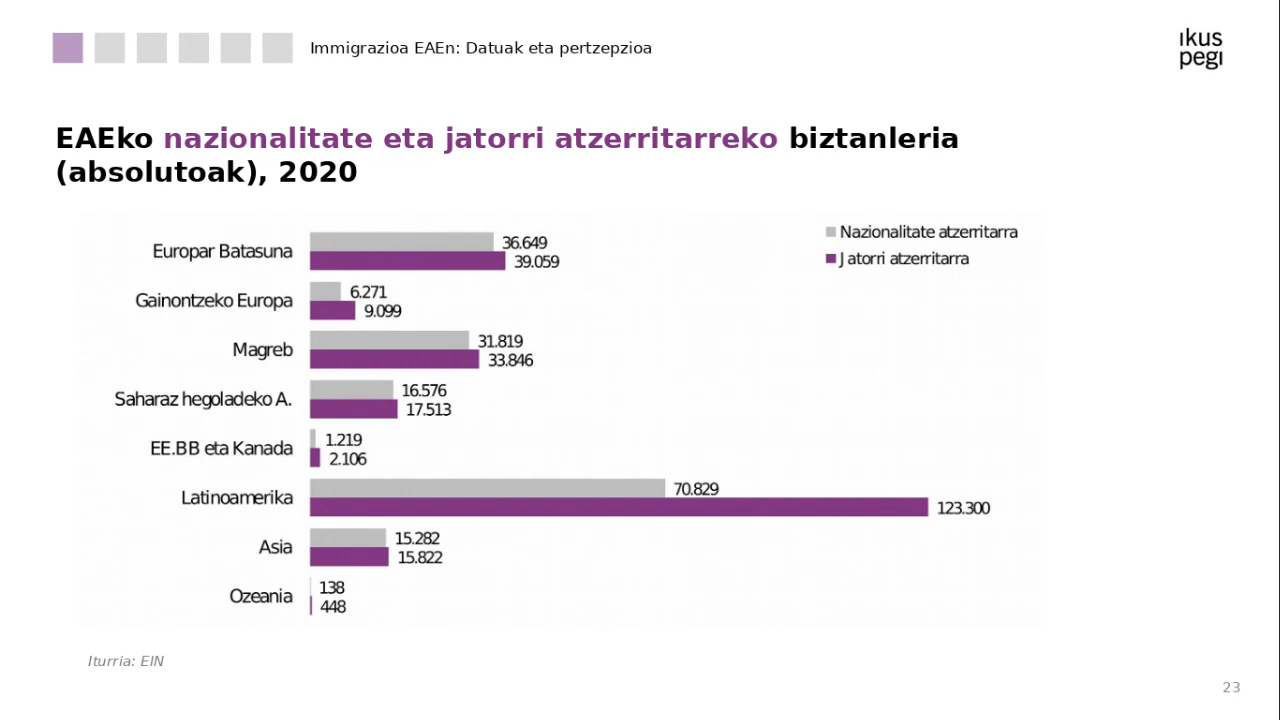 Immigrazioa EAEn: Datuak eta pertzepzioa
ikus
pegi
EAEko nazionalitate eta jatorri atzerritarreko biztanleria
(absolutoak), 2020
Nazionalitate atzerritarra
Jatorri atzerritarra
Europar Batasuna
36.649
39.059
Gainontzeko Europa
6.271
9.099
Magreb
31.819
33.846
Saharaz hegoladeko A.
16.576
17.513
EE.BB eta Kanada
1.219
2.106
Latinoamerika
70.829
123.300
Asia
15.282
15.822
Ozeania
138
448
Iturria: EIN
23